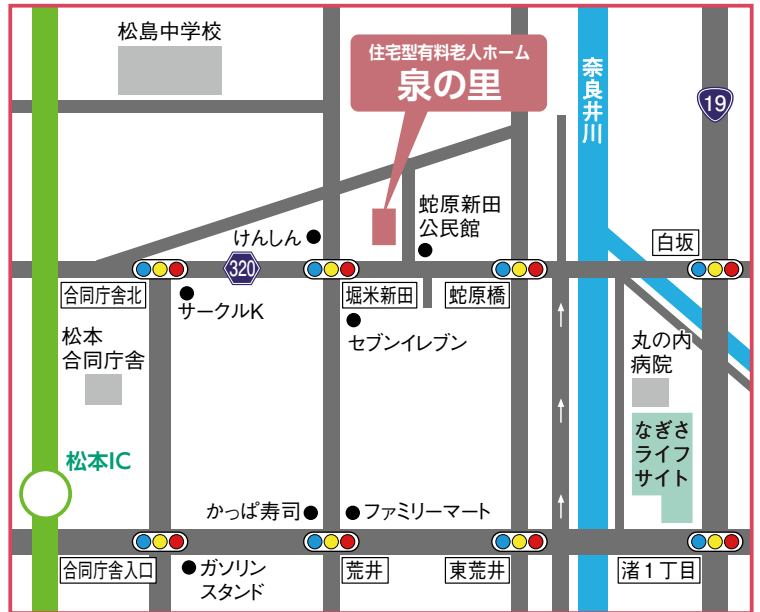 松島中学校
住宅型有料老人ホーム
泉の里
奈良井川
19
蛇原新田
公民館
白坂
けんしん
320
合同庁舎北
サークルK
堀米新田
蛇原橋
セブンイレブン
松本
合同庁舎
丸の内
病院
なぎさ
ライフ
サイト
松本IC
かっぱ寿司
ファミリーマート
合同庁舎入口
ガソリン
スタンド
荒井
東荒井
渚1丁目